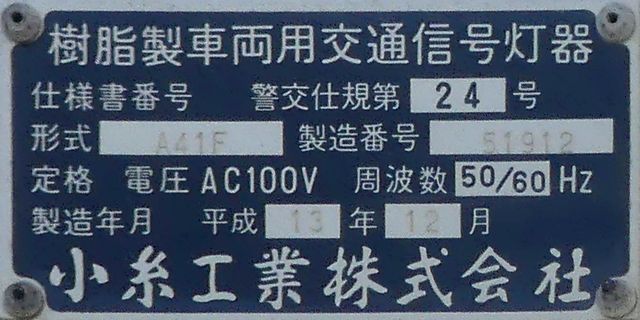 樹脂製車両用交通信号灯器
仕様書番号 警交仕規第 24 号
形式 A41F 製造番号 51912
定格 電圧 AC100V 周波数 50/60 Hz
製造年月 平成 13 年 12 月
小糸工業株式会社